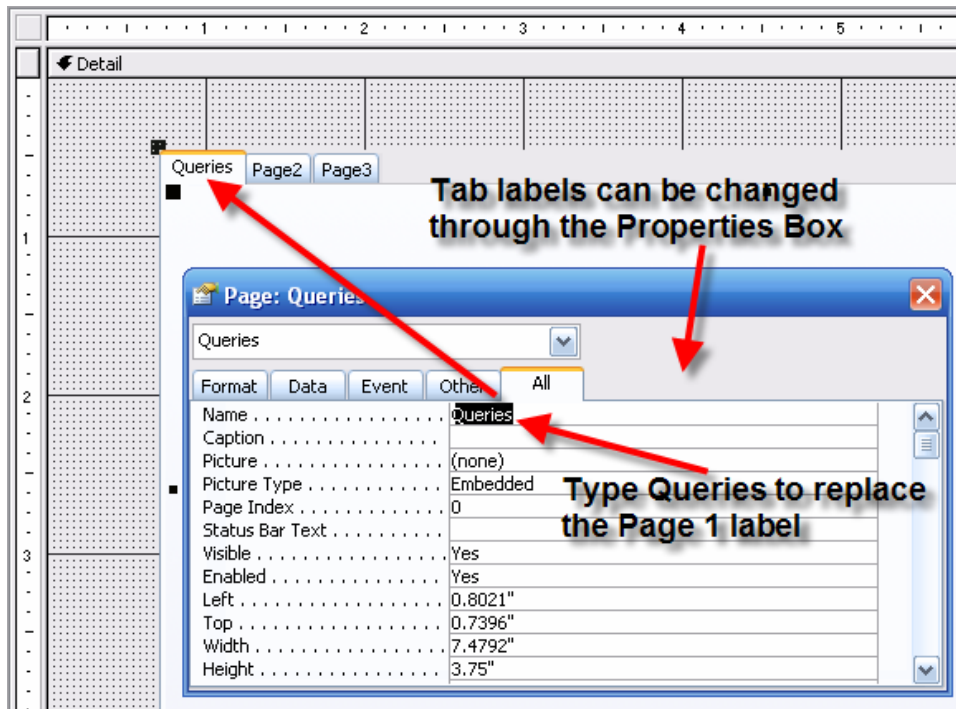 1 2 3 4 5
Detail
Queries Page2 Page3
Tab labels can be changed
through the Properties Box
1
Page: Queries
Queries
Format Data Event Other All
2
Name . . . . . . . . . . . . . . . . . Queries
Caption . . . . . . . . . . . . . . . .
Picture . . . . . . . . . . . . . . . . (none)
Picture Type . . . . . . . . . . . . Embedded
Page Index . . . . . . . . . . . . . 0
Status Bar Text . . . . . . . . . .
Visible . . . . . . . . . . . . . . . . . Yes
Enabled . . . . . . . . . . . . . . . Yes
Left . . . . . . . . . . . . . . . . . . . 0.8021"
Top . . . . . . . . . . . . . . . . . . . 0.7396"
Width . . . . . . . . . . . . . . . . . 7.4792"
Height . . . . . . . . . . . . . . . . 3.75"
Type Queries to replace
the Page 1 label
3